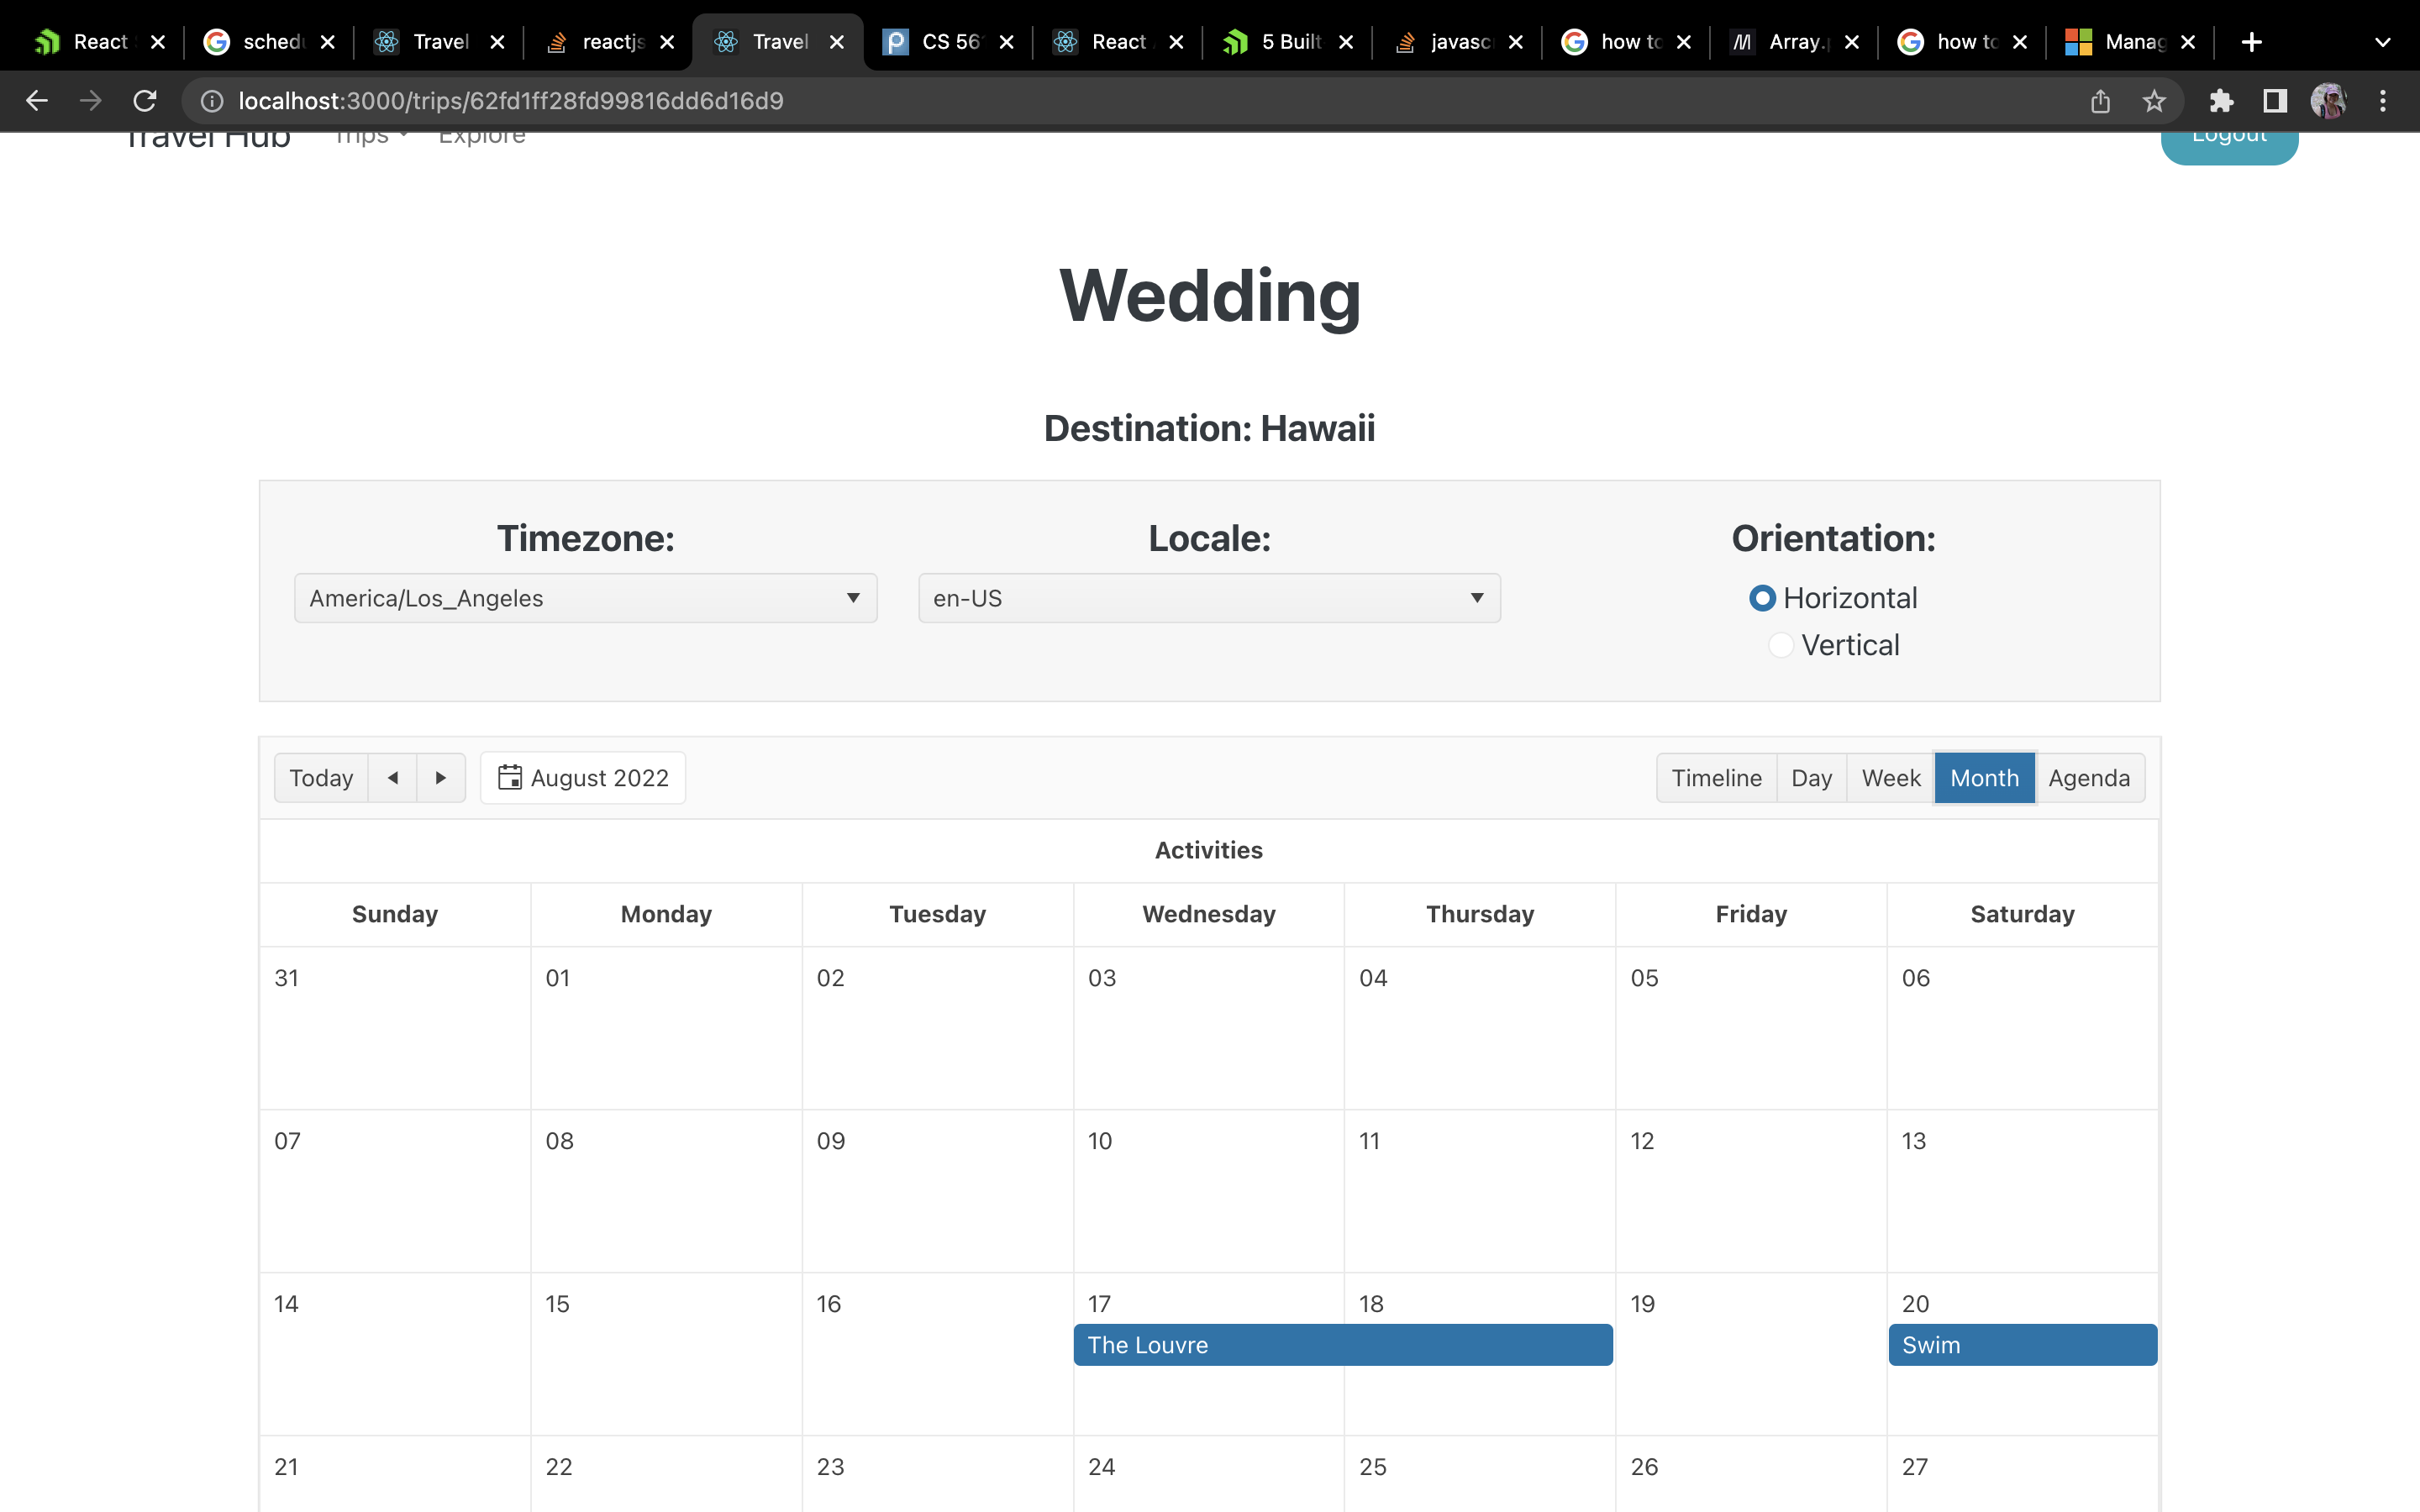 React sched Travel reactjs Travel CS 56 React 5 Built javasc how to Array. how to Manag
localhost:3000/trips/62fd1ff28fd99816dd6d16d9
Travel Hub Trips Explore Logout
Wedding
Destination: Hawaii
Timezone: Locale: Orientation:
America/Los_Angeles en-US Horizontal
Vertical
Today August 2022 Timeline Day Week Month Agenda
Activities
Sunday Monday Tuesday Wednesday Thursday Friday Saturday
31 01 02 03 04 05 06
07 08 09 10 11 12 13
14 15 16 17 18 19 20
The Louvre Swim
21 22 23 24 25 26 27